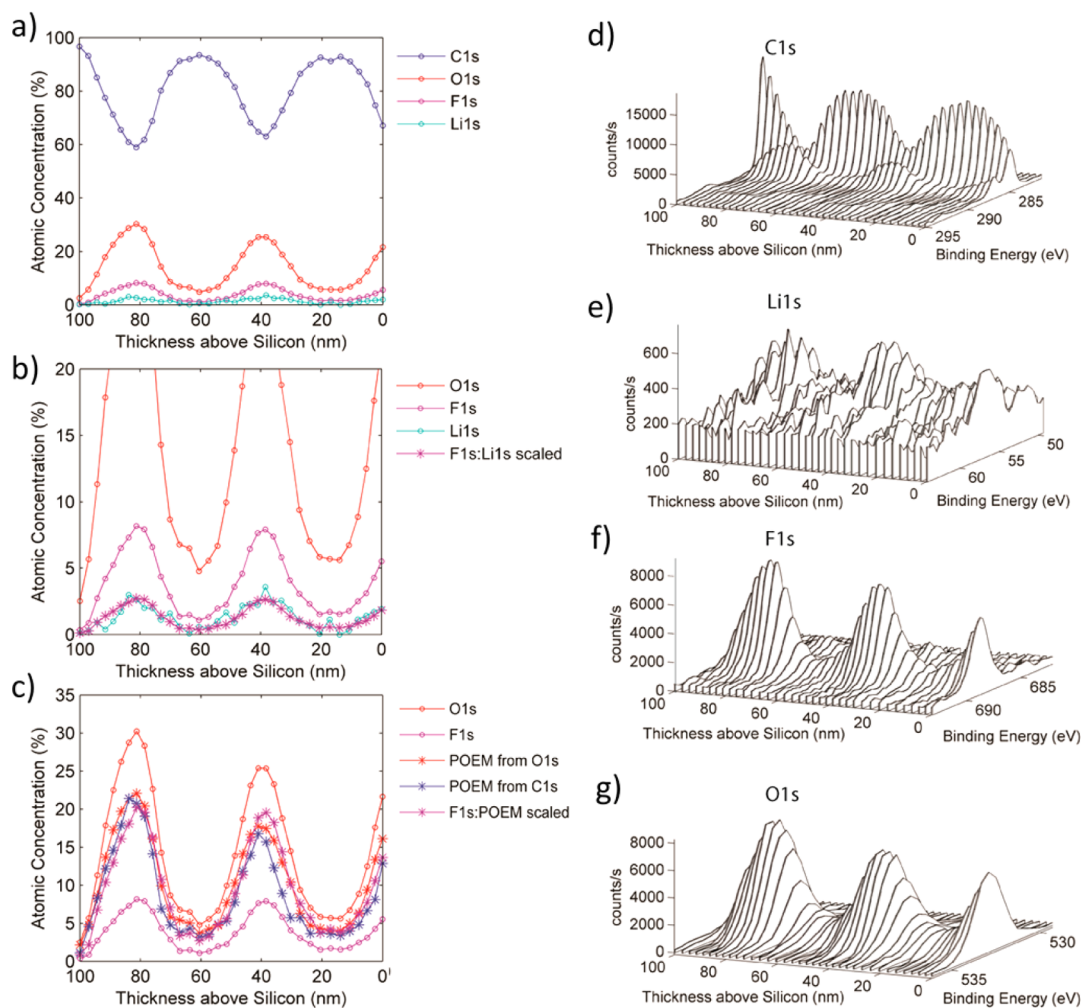 a)
Atomic Concentration (%)
100
80
60
40
20
0
100 80 60 40 20 0
Thickness above Silicon (nm)
C1s
O1s
F1s
Li1s
b)
Atomic Concentration (%)
20
15
10
5
0
100 80 60 40 20 0
Thickness above Silicon (nm)
O1s
F1s
Li1s
F1s:Li1s scaled
c)
Atomic Concentration (%)
35
30
25
20
15
10
5
0
100 80 60 40 20 0
Thickness above Silicon (nm)
O1s
F1s
POEM from O1s
POEM from C1s
F1s:POEM scaled
d)
C1s
counts/s
15000
10000
5000
0
100 80 60 40 20 0
Thickness above Silicon (nm)
295 290 285
Binding Energy (eV)
e)
Li1s
counts/s
600
400
200
0
100 80 60 40 20 0
Thickness above Silicon (nm)
60 55 50
Binding Energy (eV)
f)
F1s
counts/s
8000
6000
4000
2000
0
100 80 60 40 20 0
Thickness above Silicon (nm)
690 685
Binding Energy (eV)
g)
O1s
counts/s
8000
6000
4000
2000
0
100 80 60 40 20 0
Thickness above Silicon (nm)
535 530
Binding Energy (eV)